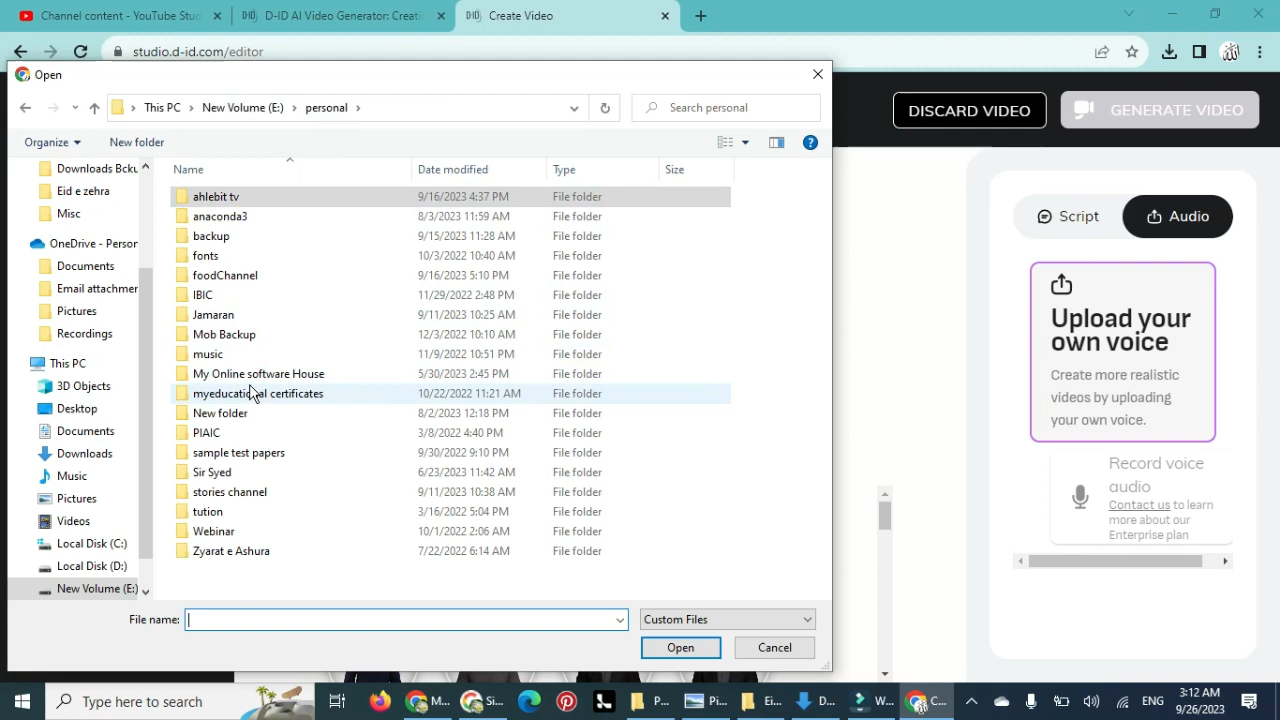 Channel content - YouTube Stud
D-ID AI Video Generator: Creati
Create Video
studio.d-id.com/editor
Open
This PC > New Volume (E:) > personal >
Search personal
Organize
New folder
DISCARD VIDEO
GENERATE VIDEO
Downloads Bcku
Eid e zehra
Misc
OneDrive - Person
Documents
Email attachmen
Pictures
Recordings
This PC
3D Objects
Desktop
Documents
Downloads
Music
Pictures
Videos
Local Disk (C:)
Local Disk (D:)
New Volume (E:)
Name Date modified Type Size
ahlebit tv 9/16/2023 4:37 PM File folder
anaconda3 8/3/2023 11:59 AM File folder
backup 9/15/2023 11:28 AM File folder
fonts 10/3/2022 10:40 AM File folder
foodChannel 9/16/2023 5:10 PM File folder
IBIC 11/29/2022 2:48 PM File folder
Jamaran 9/11/2023 10:25 AM File folder
Mob Backup 12/3/2022 10:10 AM File folder
music 11/9/2022 10:51 PM File folder
My Online software House 5/30/2023 2:45 PM File folder
myeducational certificates 10/22/2022 11:21 AM File folder
New folder 8/2/2023 12:18 PM File folder
PIAIC 3/8/2022 4:40 PM File folder
sample test papers 9/30/2022 9:10 PM File folder
Sir Syed 6/23/2023 11:42 AM File folder
stories channel 9/11/2023 10:38 AM File folder
tution 3/16/2022 5:04 PM File folder
Webinar 10/1/2022 2:06 AM File folder
Zyarat e Ashura 7/22/2022 6:14 AM File folder
File name:
Custom Files
Open
Cancel
Script
Audio
Upload your
own voice
Create more realistic
videos by uploading
your own voice.
Record voice
audio
Contact us to learn
more about our
Enterprise plan
Type here to search
M...
Si...
P...
Pi...
Ei...
D...
W...
C...
ENG
3:12 AM
9/26/2023